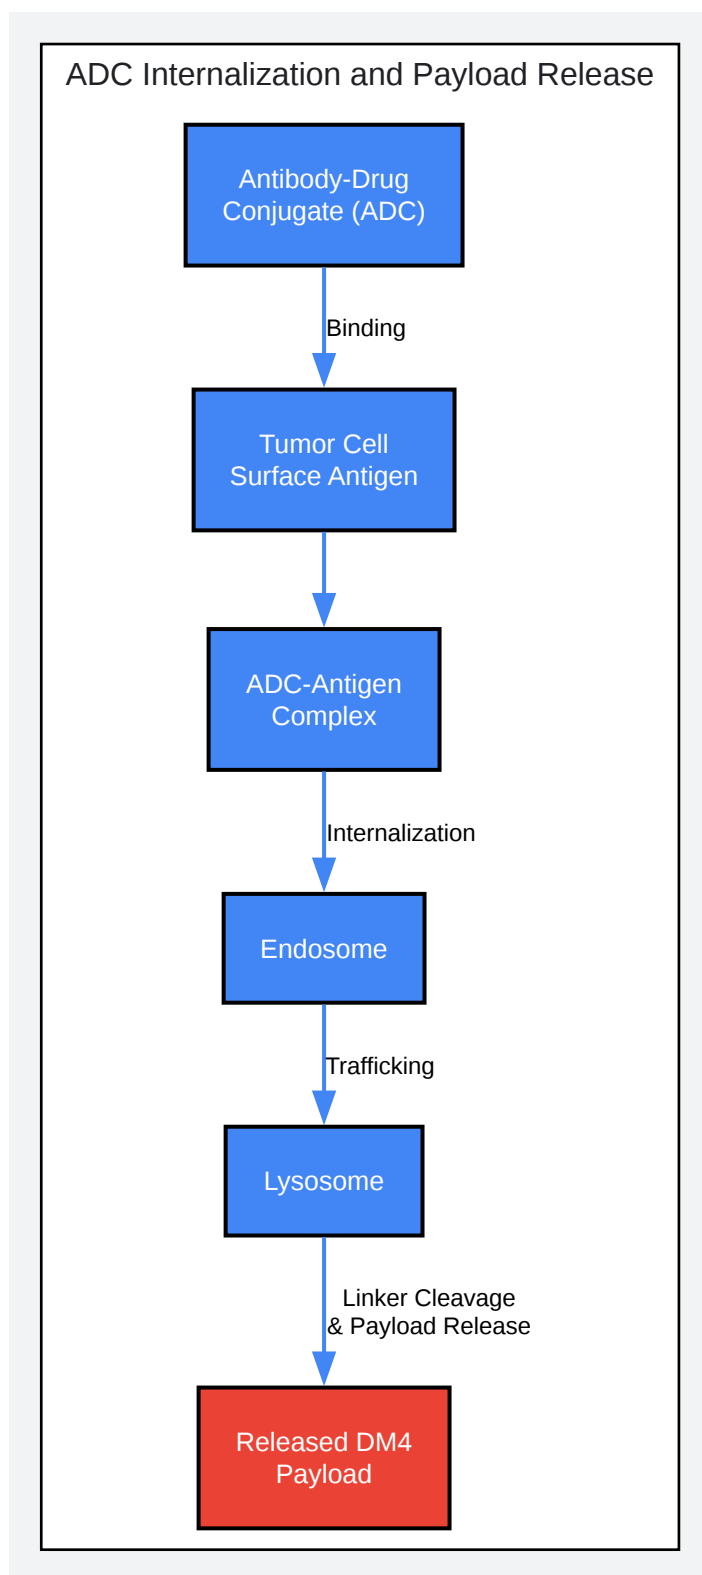 ADC Internalization and Payload Release
Antibody-Drug
Conjugate (ADC)
Binding
Tumor Cell
Surface Antigen
ADC-Antigen
Complex
Internalization
Endosome
Trafficking
Lysosome
Linker Cleavage
& Payload Release
Released DM4
Payload